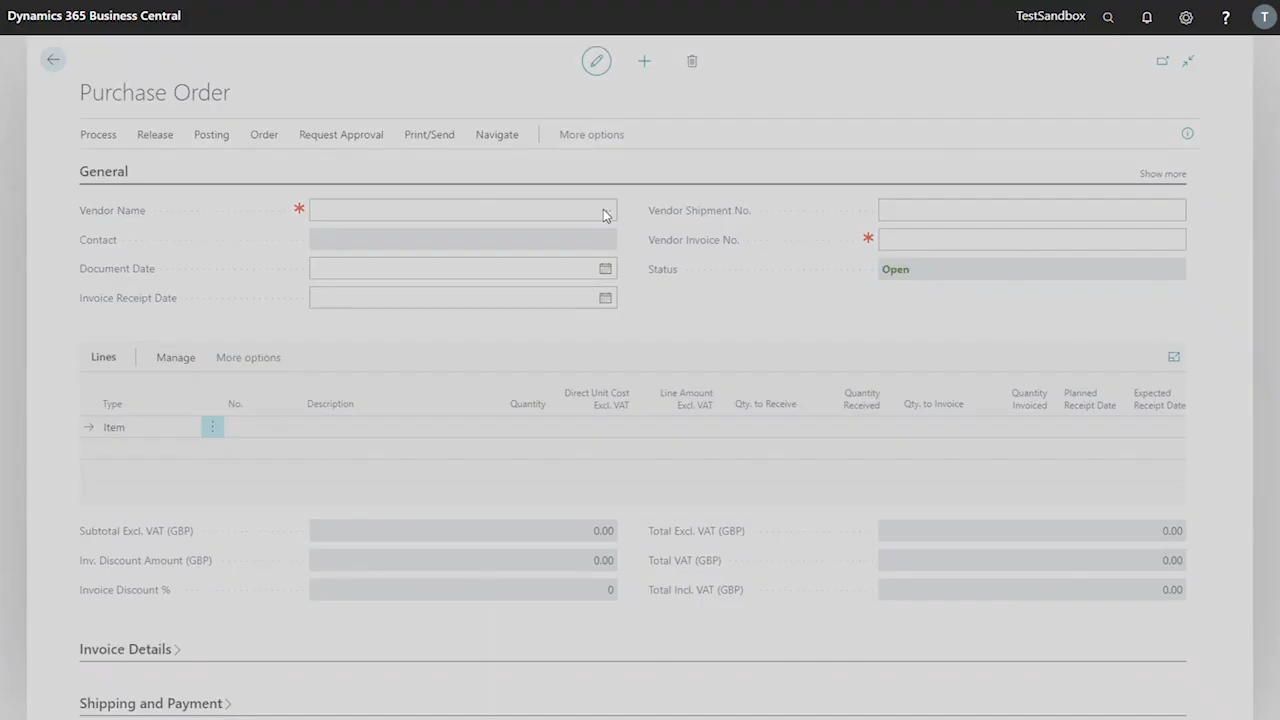 Dynamics 365 Business Central
TestSandbox
?
T
Purchase Order
Process Release Posting Order Request Approval Print/Send Navigate More options
General
Show more
Vendor Name
*
Vendor Shipment No.
Contact
Vendor Invoice No.
*
Document Date
Status
Open
Invoice Receipt Date
Lines Manage More options
Type No. Description Quantity Direct Unit Cost Excl. VAT Line Amount Excl. VAT Qty. to Receive Quantity Received Qty. to Invoice Quantity Invoiced Planned Receipt Date Expected Receipt Date
Item
Subtotal Excl. VAT (GBP) 0.00 Total Excl. VAT (GBP) 0.00
Inv. Discount Amount (GBP) 0.00 Total VAT (GBP) 0.00
Invoice Discount % 0 Total Incl. VAT (GBP) 0.00
Invoice Details
Shipping and Payment